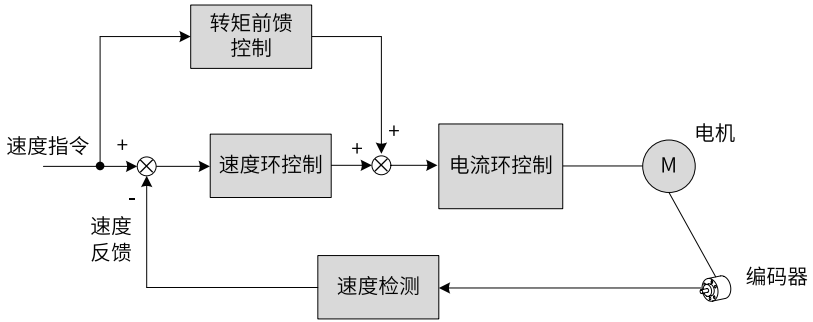 转矩前馈
控制
速度指令
+
速度环控制
+
+
电流环控制
M
电机
-
速度
反馈
速度检测
编码器